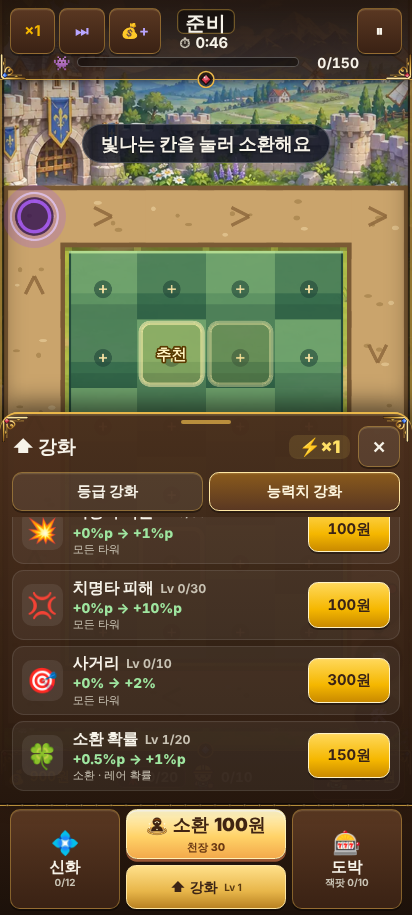 ×1
+
준비
0:46
0/150
빛나는 칸을 눌러 소환해요
추천
강화
×1
등급 강화
능력치 강화
+0%p → +1%p
모든 타워
100원
치명타 피해 Lv 0/30
+0%p → +10%p
모든 타워
100원
사거리 Lv 0/10
+0% → +2%
모든 타워
300원
소환 확률 Lv 1/20
+0.5%p → +1%p
소환 · 레어 확률
150원
신화
0/12
소환 100원
천장 30
강화 Lv 1
도박
잭팟 0/10